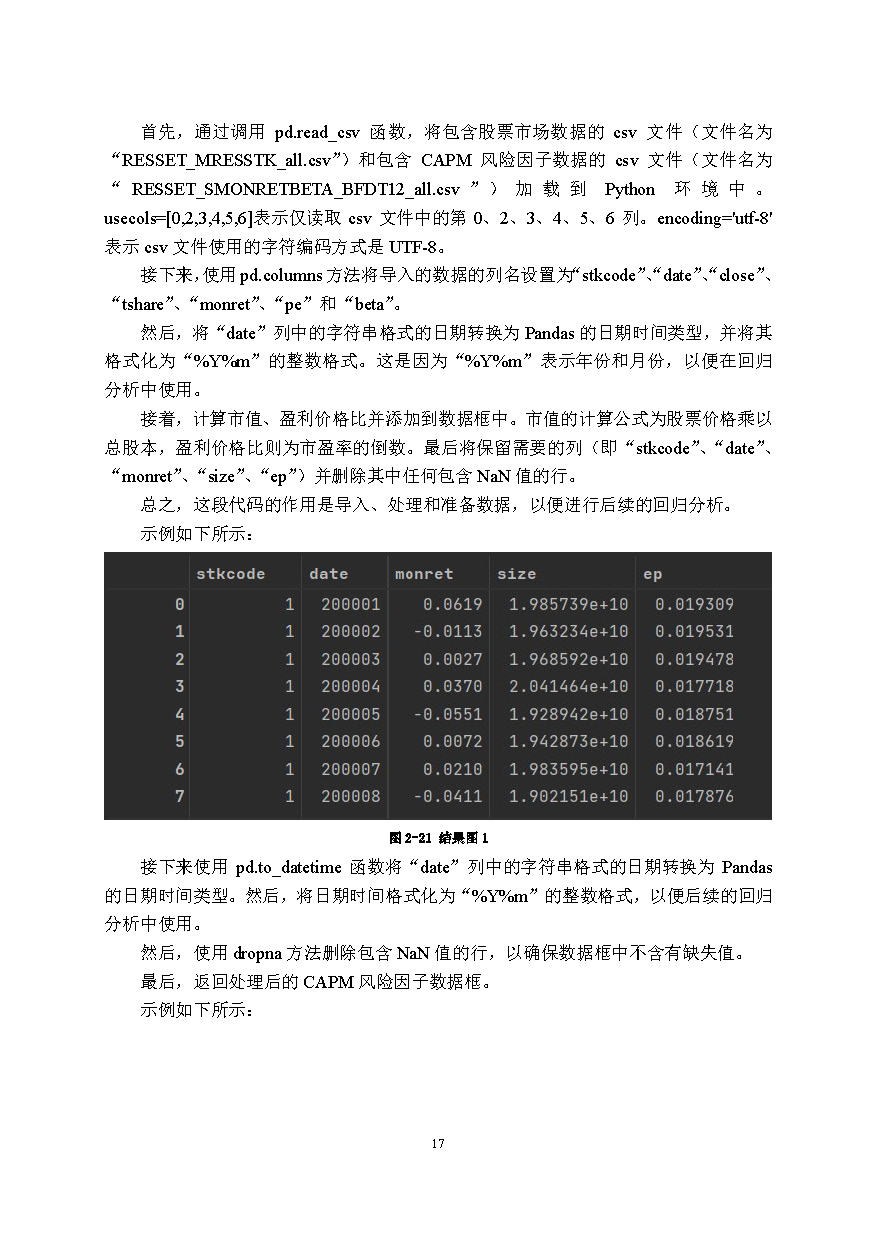 首先，通过调用 pd.read_csv 函数，将包含股票市场数据的 csv 文件（文件名为
“RESSET_MRESSTK_all.csv”）和包含 CAPM 风险因子数据的 csv 文件（文件名为
“ RESSET_SMONRETBETA_BFDT12_all.csv ”）加载到 Python 环境中。
usecols=[0,2,3,4,5,6]表示仅读取 csv 文件中的第 0、2、3、4、5、6 列。encoding='utf-8'
表示 csv 文件使用的字符编码方式是 UTF-8。
接下来，使用 pd.columns 方法将导入的数据的列名设置为“stkcode”、“date”、“close”、
“tshare”、“monret”、“pe”和“beta”。
然后，将“date”列中的字符串格式的日期转换为 Pandas 的日期时间类型，并将其
格式化为“%Y%m”的整数格式。这是因为“%Y%m”表示年份和月份，以便在回归
分析中使用。
接着，计算市值、盈利价格比并添加到数据框中。市值的计算公式为股票价格乘以
总股本，盈利价格比则为市盈率的倒数。最后将保留需要的列（即“stkcode”、“date”、
“monret”、“size”、“ep”）并删除其中任何包含 NaN 值的行。
总之，这段代码的作用是导入、处理和准备数据，以便进行后续的回归分析。
示例如下所示：
stkcode date monret size ep
0 1 200001 0.0619 1.985739e+10 0.019309
1 1 200002 -0.0113 1.963234e+10 0.019531
2 1 200003 0.0027 1.968592e+10 0.019478
3 1 200004 0.0370 2.041464e+10 0.017718
4 1 200005 -0.0551 1.928942e+10 0.018751
5 1 200006 0.0072 1.942873e+10 0.018619
6 1 200007 0.0210 1.983595e+10 0.017141
7 1 200008 -0.0411 1.902151e+10 0.017876
图 2-21 结果图 1
接下来使用 pd.to_datetime 函数将“date”列中的字符串格式的日期转换为 Pandas
的日期时间类型。然后，将日期时间格式化为“%Y%m”的整数格式，以便后续的回归
分析中使用。
然后，使用 dropna 方法删除包含 NaN 值的行，以确保数据框中不含有缺失值。
最后，返回处理后的 CAPM 风险因子数据框。
示例如下所示：
17